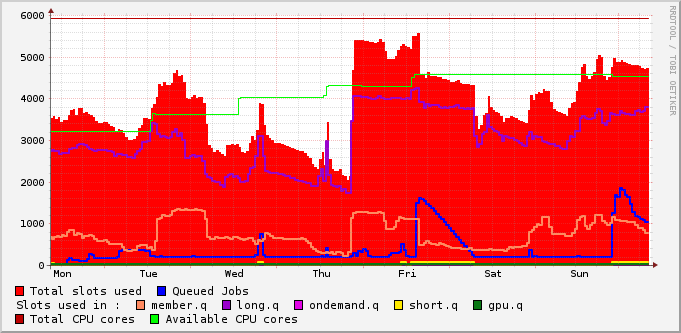 6000
5000
4000
3000
2000
1000
0
Mon Tue Wed Thu Fri Sat Sun
RRDTOOL / TOBI OETIKER
Total slots used Queued Jobs
Slots used in : member.q long.q ondemand.q short.q gpu.q
Total CPU cores Available CPU cores